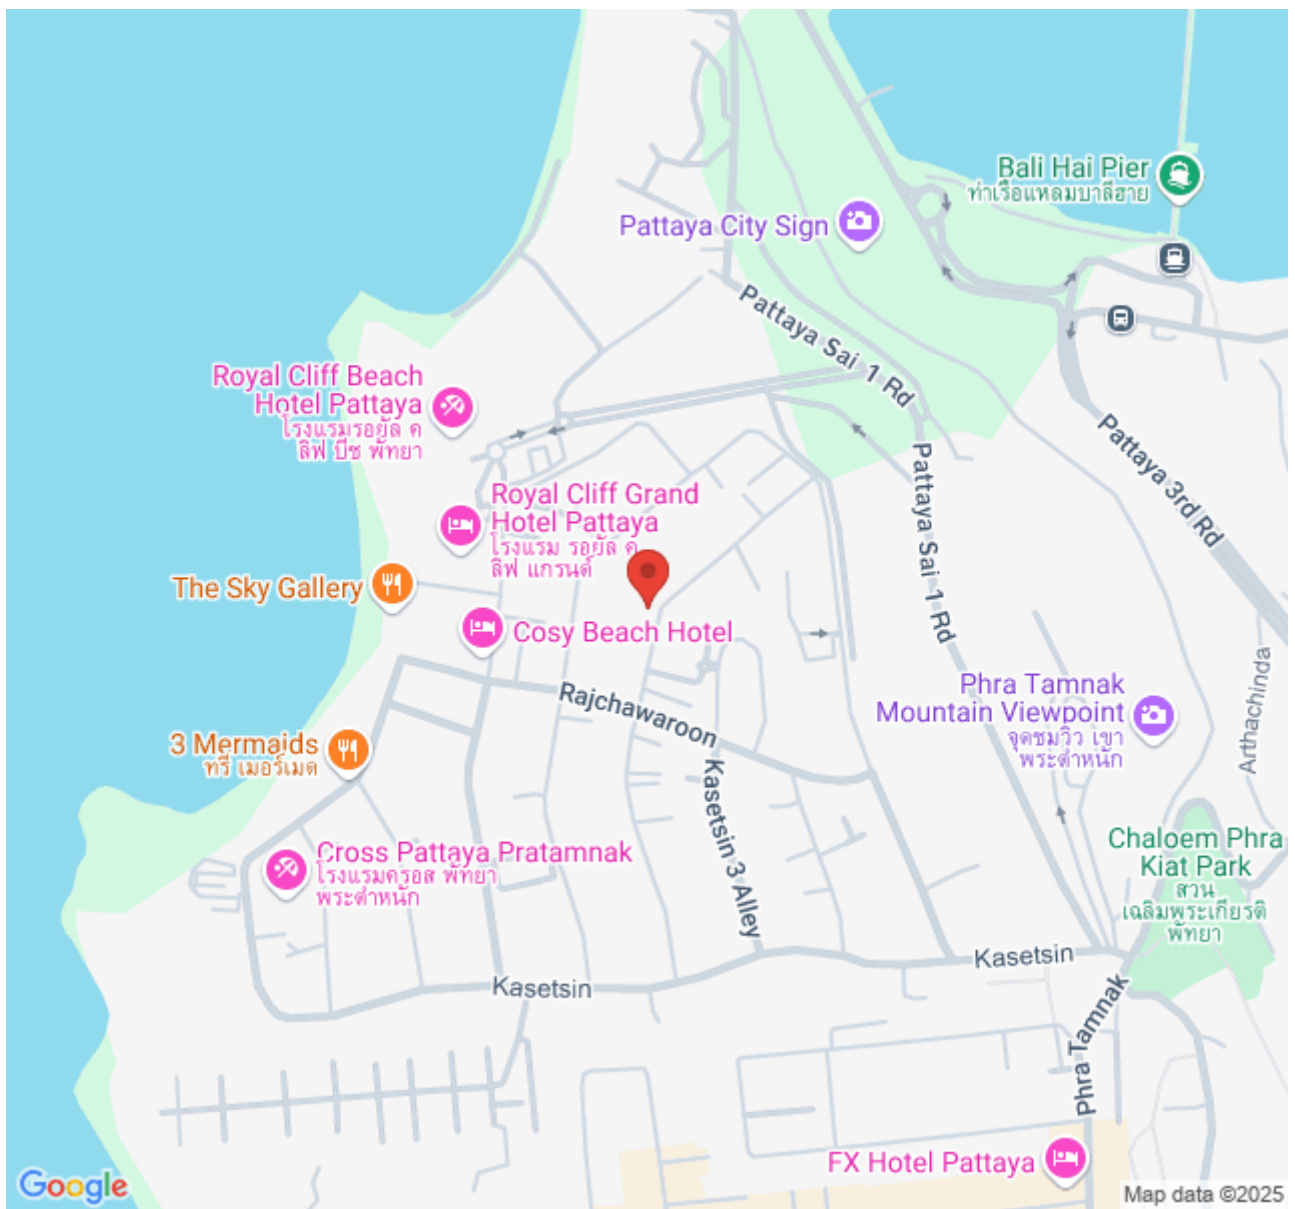 Bali Hai Pier
ท่าเรือแหลมบาลีฮาย
Pattaya City Sign
Pattaya Sai 1 Rd
Royal Cliff Beach
Hotel Pattaya
โรงแรมรอยัล ค
ลิฟ บีช พัทยา
Pattaya 3rd Rd
Pattaya Sai 1 Rd
Royal Cliff Grand
Hotel Pattaya
โรงแรม รอยัล ค
ลิฟ แกรนด์
The Sky Gallery
Cosy Beach Hotel
Arthachinda
Phra Tamnak
Mountain Viewpoint
จุดชมวิว เขา
พระตำหนัก
Rajchawaroon
3 Mermaids
ทรี เมอร์เมด
Kasetsin 3 Alley
Chaloem Phra
Kiat Park
สวน
เฉลิมพระเกียรติ
พัทยา
Cross Pattaya Pratamnak
โรงแรมครอส พัทยา
พระตำหนัก
Kasetsin
Kasetsin
Phra Tamnak
FX Hotel Pattaya
Google
Map data ©2025